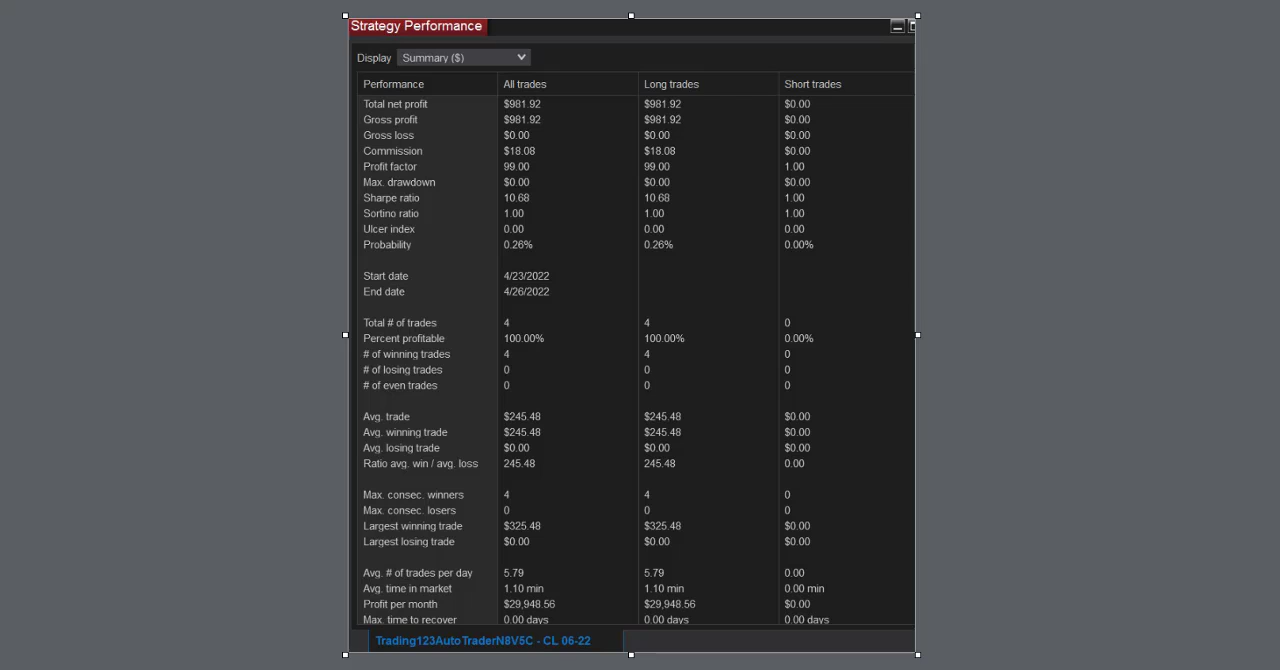 Strategy Performance
Display Summary ($)
Performance All trades Long trades Short trades
Total net profit $981.92 $981.92 $0.00
Gross profit $981.92 $981.92 $0.00
Gross loss $0.00 $0.00 $0.00
Commission $18.08 $18.08 $0.00
Profit factor 99.00 99.00 1.00
Max. drawdown $0.00 $0.00 $0.00
Sharpe ratio 10.68 10.68 1.00
Sortino ratio 1.00 1.00 1.00
Ulcer index 0.00 0.00 0.00
Probability 0.26% 0.26% 0.00%
Start date 4/23/2022
End date 4/26/2022
Total # of trades 4 4 0
Percent profitable 100.00% 100.00% 0.00%
# of winning trades 4 4 0
# of losing trades 0 0 0
# of even trades 0 0 0
Avg. trade $245.48 $245.48 $0.00
Avg. winning trade $245.48 $245.48 $0.00
Avg. losing trade $0.00 $0.00 $0.00
Ratio avg. win / avg. loss 245.48 245.48 0.00
Max. consec. winners 4 4 0
Max. consec. losers 0 0 0
Largest winning trade $325.48 $325.48 $0.00
Largest losing trade $0.00 $0.00 $0.00
Avg. # of trades per day 5.79 5.79 0.00
Avg. time in market 1.10 min 1.10 min 0.00 min
Profit per month $29,948.56 $29,948.56 $0.00
Max. time to recover 0.00 days 0.00 days 0.00 days
Trading123AutoTraderN8V5C - CL 06-22